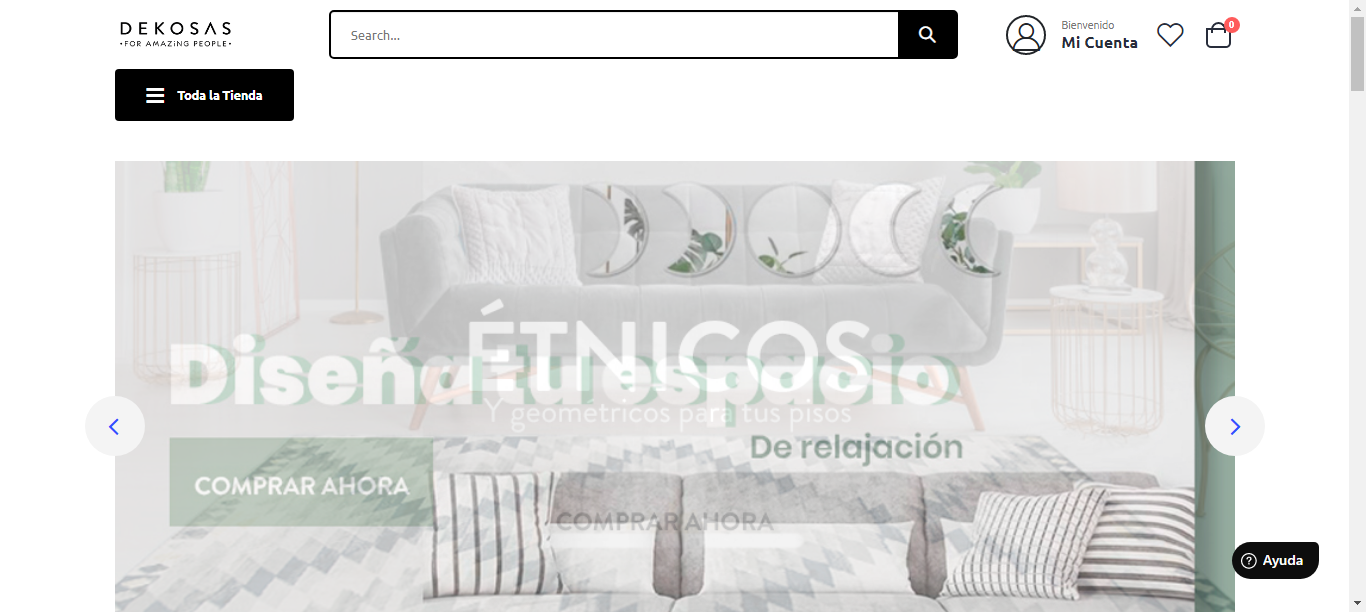 DEKOSAS
•FOR AMAZING PEOPLE•
Search...
Bienvenido
Mi Cuenta
0
Toda la Tienda
ÉTNICOS
Diseña tu espacio
Y geometricos para tus pisos
De relajación
COMPRAR AHORA
COMPRAR AHORA
Ayuda